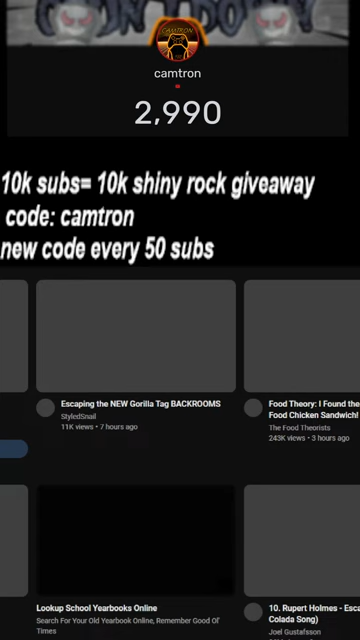 CAMTRON
camtron
2,990
10k subs= 10k shiny rock giveaway
code: camtron
new code every 50 subs
Escaping the NEW Gorilla Tag BACKROOMS
StyledSnail
11K views • 7 hours ago
Food Theory: I Found the
Food Chicken Sandwich!
The Food Theorists
243K views • 3 hours ago
Lookup School Yearbooks Online
Search For Your Old Yearbook Online, Remember Good Of
Times
10. Rupert Holmes - Esca
Colada Song)
Joel Gustafsson